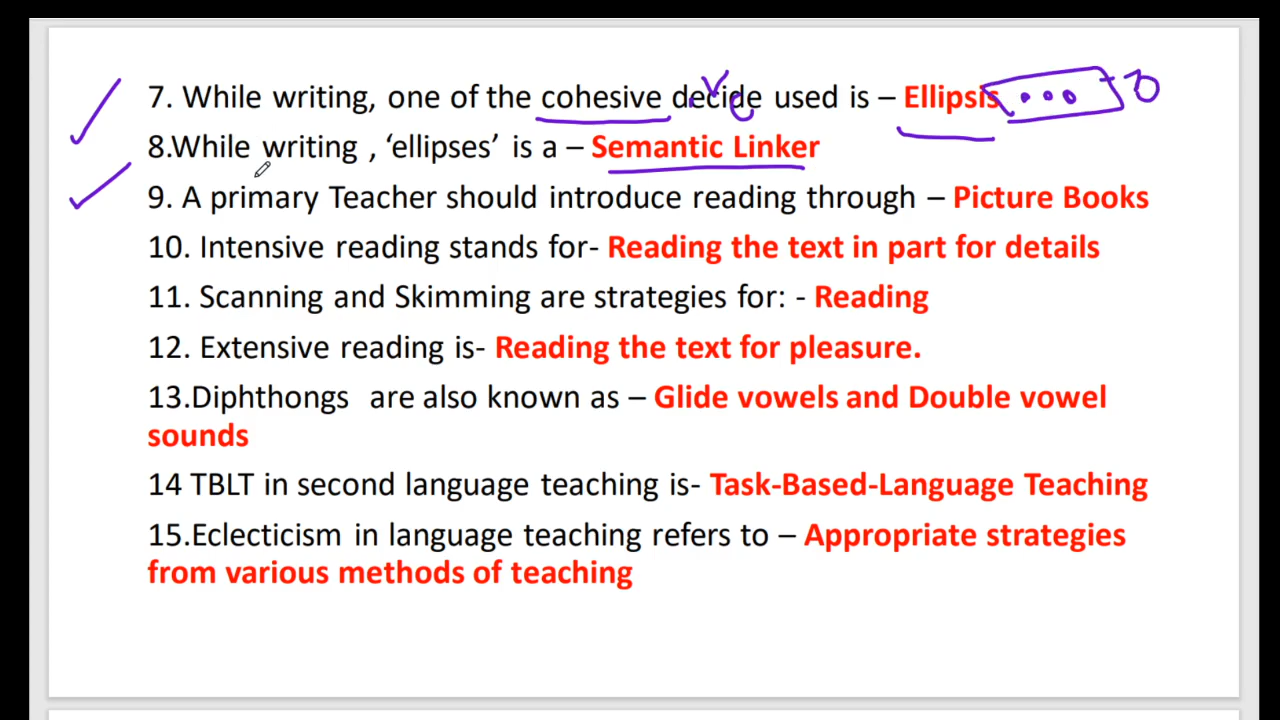 7. While writing, one of the cohesive decide used is – Ellipsis
8.While writing , ‘ellipses’ is a – Semantic Linker
9. A primary Teacher should introduce reading through – Picture Books
10. Intensive reading stands for- Reading the text in part for details
11. Scanning and Skimming are strategies for: - Reading
12. Extensive reading is- Reading the text for pleasure.
13.Diphthongs are also known as – Glide vowels and Double vowel
sounds
14 TBLT in second language teaching is- Task-Based-Language Teaching
15.Eclecticism in language teaching refers to – Appropriate strategies
from various methods of teaching